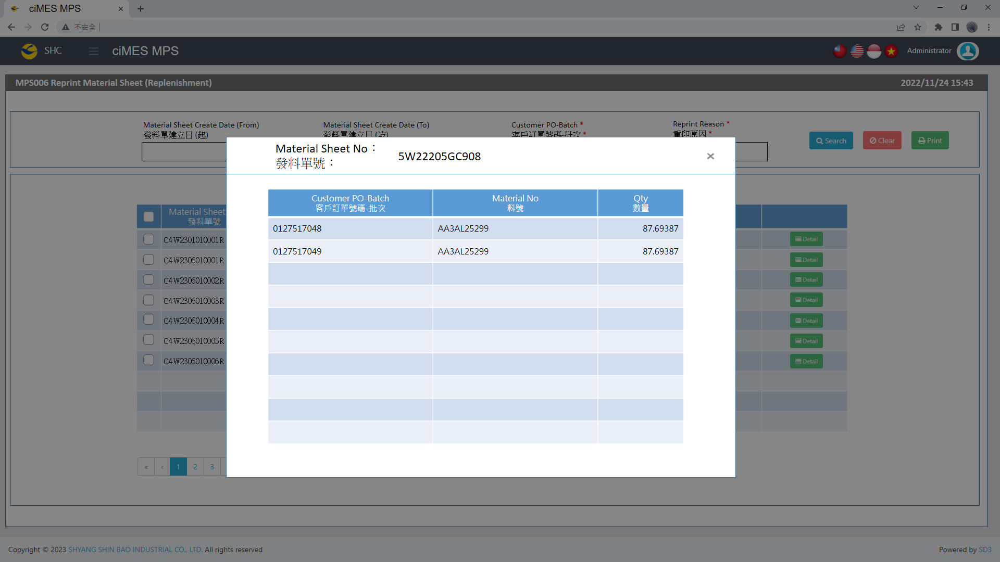 ciMES MPS
不安全
SHC
ciMES MPS
Administrator
MPS006 Reprint Material Sheet (Replenishment)
2022/11/24 15:43
Material Sheet Create Date (From)
發料單建立日 (起)
Material Sheet Create Date (To)
發料單建立日 (訖)
Customer PO-Batch *
客戶訂單號碼-批次 *
Reprint Reason *
重印原因 *
Search
Clear
Print
Material Sheet No：
發料單號：
5W22205GC908
Customer PO-Batch
客戶訂單號碼-批次
Material No
料號
Qty
數量
0127517048 AA3AL25299 87.69387
0127517049 AA3AL25299 87.69387
Material Sheet
發料單號
C4W2301010001R Detail
C4W2306010001R Detail
C4W2306010002R Detail
C4W2306010003R Detail
C4W2306010004R Detail
C4W2306010005R Detail
C4W2306010006R Detail
« ‹ 1 2 3
Copyright © 2023 SHYANG SHIN BAO INDUSTRIAL CO., LTD. All rights reserved
Powered by SD3